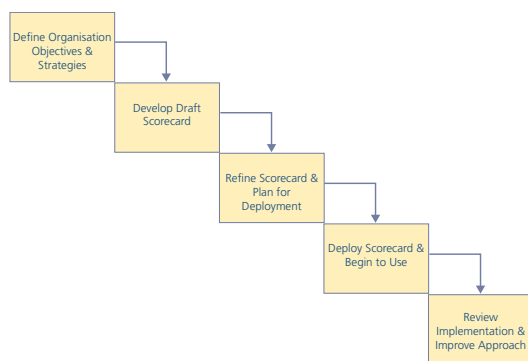 Define Organisation
Objectives &
Strategies
Develop Draft
Scorecard
Refine Scorecard &
Plan for
Deployment
Deploy Scorecard &
Begin to Use
Review
Implementation &
Improve Approach